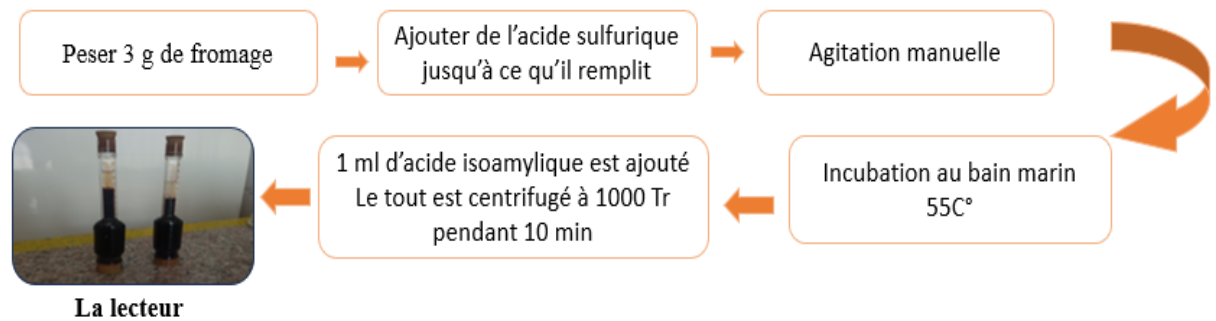 Peser 3 g de fromage
Ajouter de l’acide sulfurique
jusqu’à ce qu’il remplit
Agitation manuelle
Incubation au bain marin
55C°
1 ml d’acide isoamylique est ajouté
Le tout est centrifugé à 1000 Tr
pendant 10 min
La lecteur